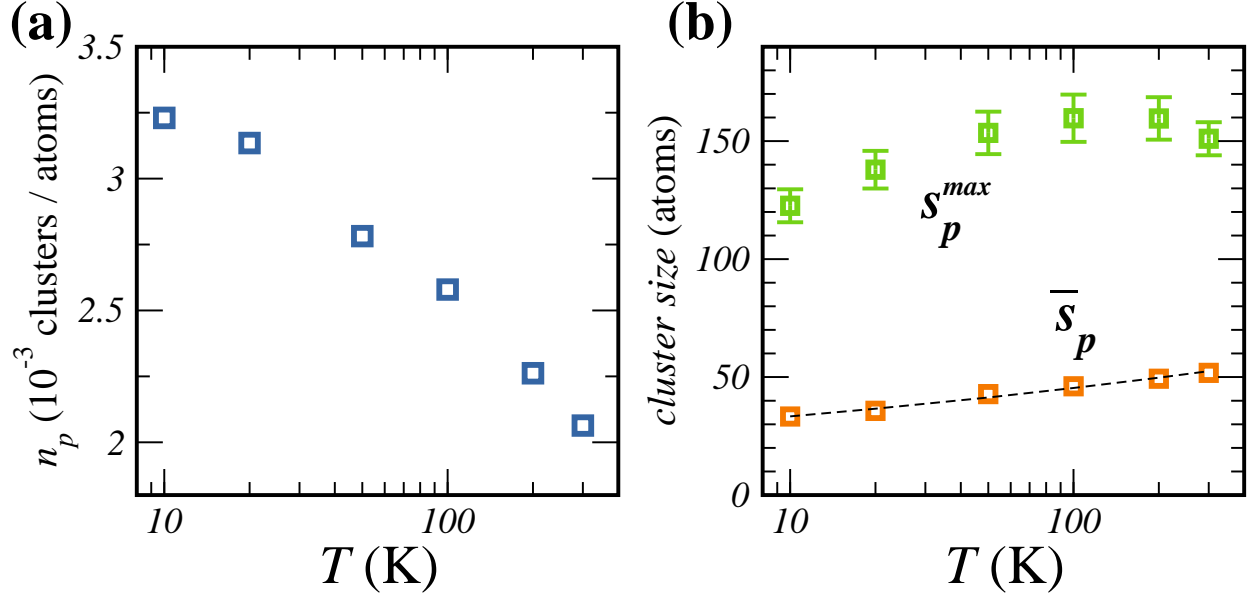 (a)
3.5
3
2.5
2
n_p (10^-3 clusters / atoms)
10
100
T (K)
(b)
150
100
50
0
cluster size (atoms)
s_p^max
s̅_p
10
100
T (K)